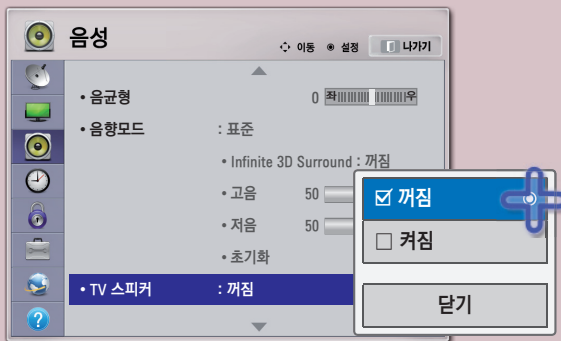 음성
이동 ◉ 설정 나가기
• 음균형 0 좌 우
• 음향모드 : 표준
• Infinite 3D Surround : 꺼짐
• 고음 50
• 저음 50
• 초기화
• TV 스피커 : 꺼짐
☑ 꺼짐
☐ 켜짐
닫기
?